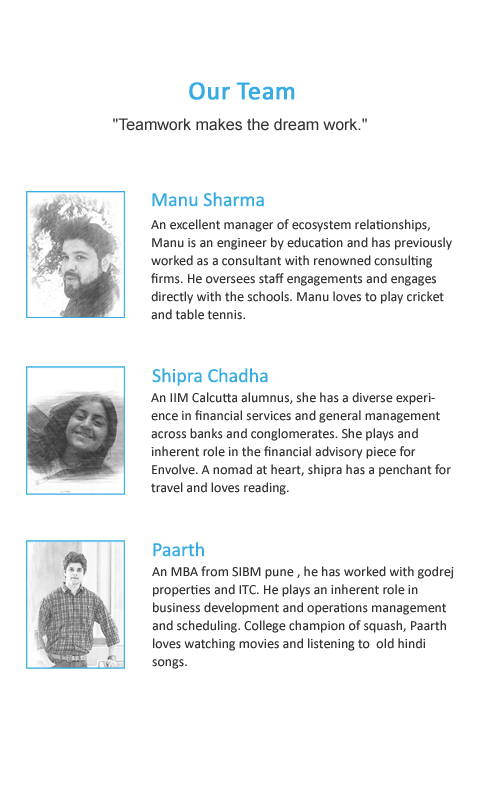 Our Team
"Teamwork makes the dream work."
Manu Sharma
An excellent manager of ecosystem relationships,
Manu is an engineer by education and has previously
worked as a consultant with renowned consulting
firms. He oversees staff engagements and engages
directly with the schools. Manu loves to play cricket
and table tennis.
Shipra Chadha
An IIM Calcutta alumnus, she has a diverse experi-
ence in financial services and general management
across banks and conglomerates. She plays and
inherent role in the financial advisory piece for
Envolve. A nomad at heart, shipra has a penchant for
travel and loves reading.
Paarth
An MBA from SIBM pune , he has worked with godrej
properties and ITC. He plays an inherent role in
business development and operations management
and scheduling. College champion of squash, Paarth
loves watching movies and listening to  old hindi
songs.